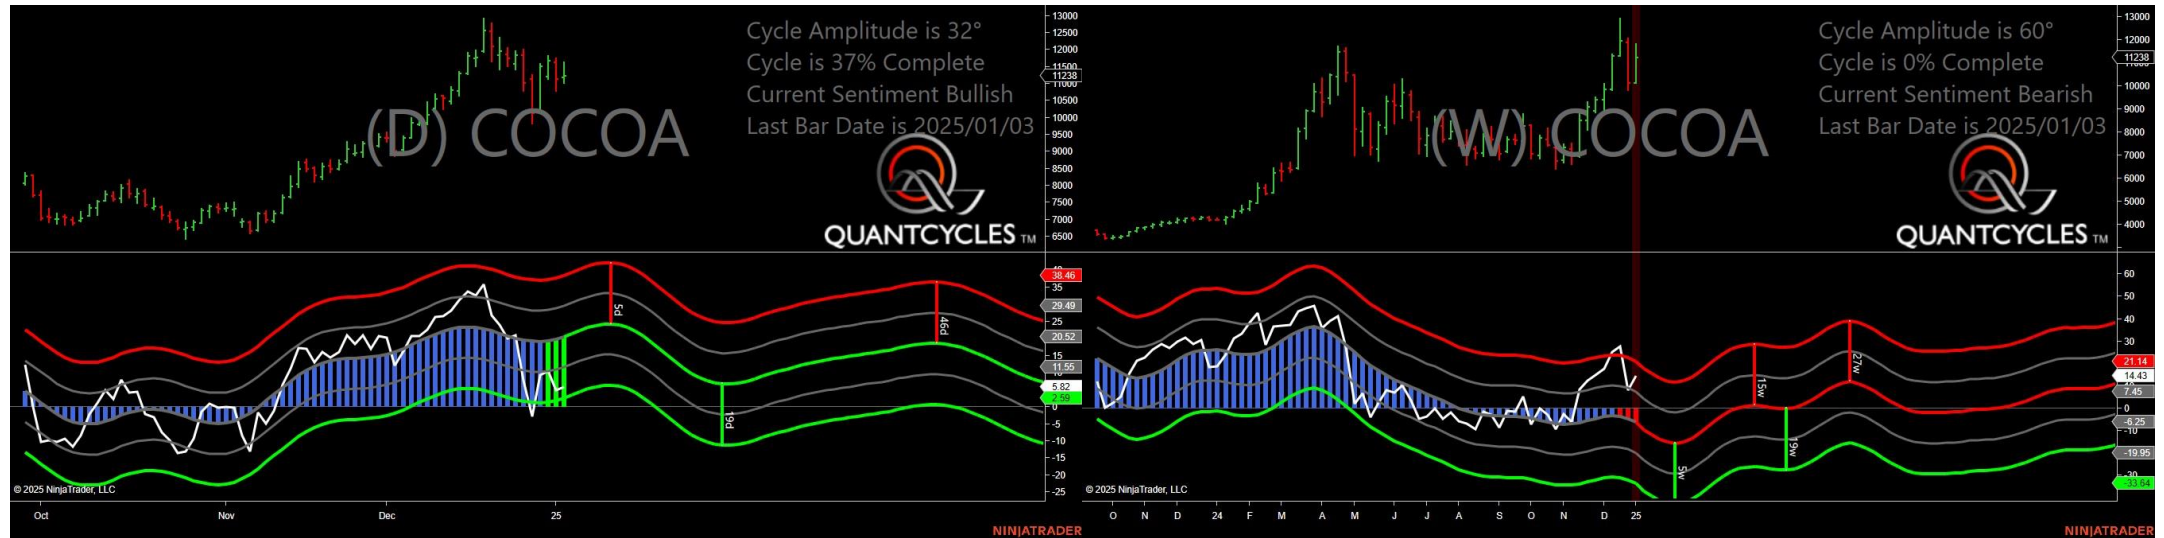 Cycle Amplitude is 32°
Cycle is 37% Complete
Current Sentiment Bullish
Last Bar Date is 2025/01/03
(D) COCOA
QUANTCYCLES TM
13000
12500
12000
11500
11238
11000
10500
10000
9500
9000
8500
8000
7500
7000
6500
38.46
35
29.49
25
20.52
15
11.55
5.82
2.59
0
-5
-10
-15
-20
-25
5d
19d
46d
© 2025 NinjaTrader, LLC
Oct Nov Dec 25
NINJATRADER
Cycle Amplitude is 60°
Cycle is 0% Complete
Current Sentiment Bearish
Last Bar Date is 2025/01/03
(W) COCOA
QUANTCYCLES TM
13000
12000
11238
10000
9000
8000
7000
6000
5000
4000
60
50
40
30
21.14
14.43
7.45
0
-6.25
-10
-19.95
-30
-33.64
5w
15w
19w
27w
© 2025 NinjaTrader, LLC
O N D 24 F M A M J J A S O N D 25
NINJATRADER